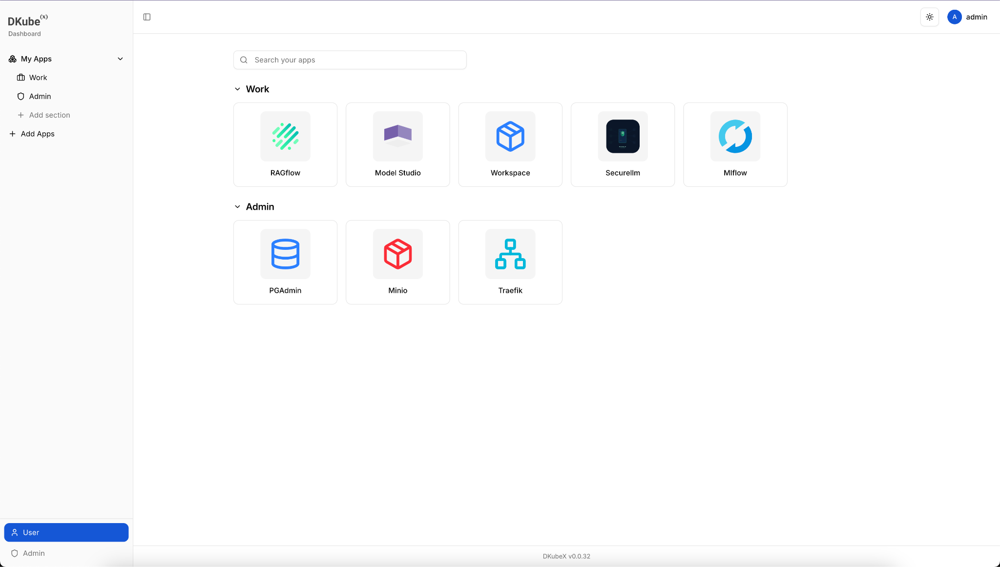 DKube(x)
Dashboard
My Apps
Work
Admin
Add section
Add Apps
User
Admin
A admin
Search your apps
Work
RAGflow Model Studio Workspace Securellm Mlflow
Admin
PGAdmin Minio Traefik
DKubeX v0.0.32